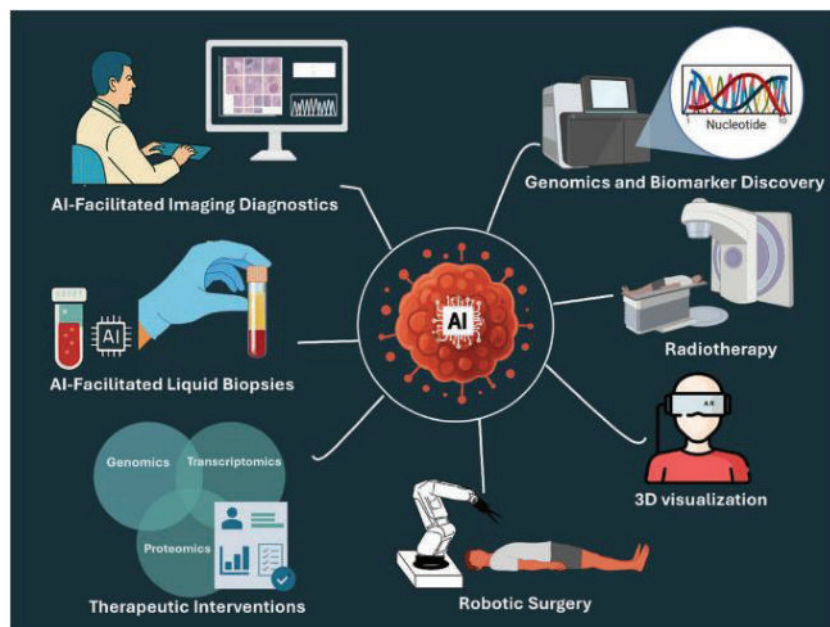 Nucleotide
Genomics and Biomarker Discovery
AI-Facilitated Imaging Diagnostics
AI
Radiotherapy
AI
AI-Facilitated Liquid Biopsies
Genomics
Transcriptomics
Proteomics
3D visualization
Therapeutic Interventions
Robotic Surgery